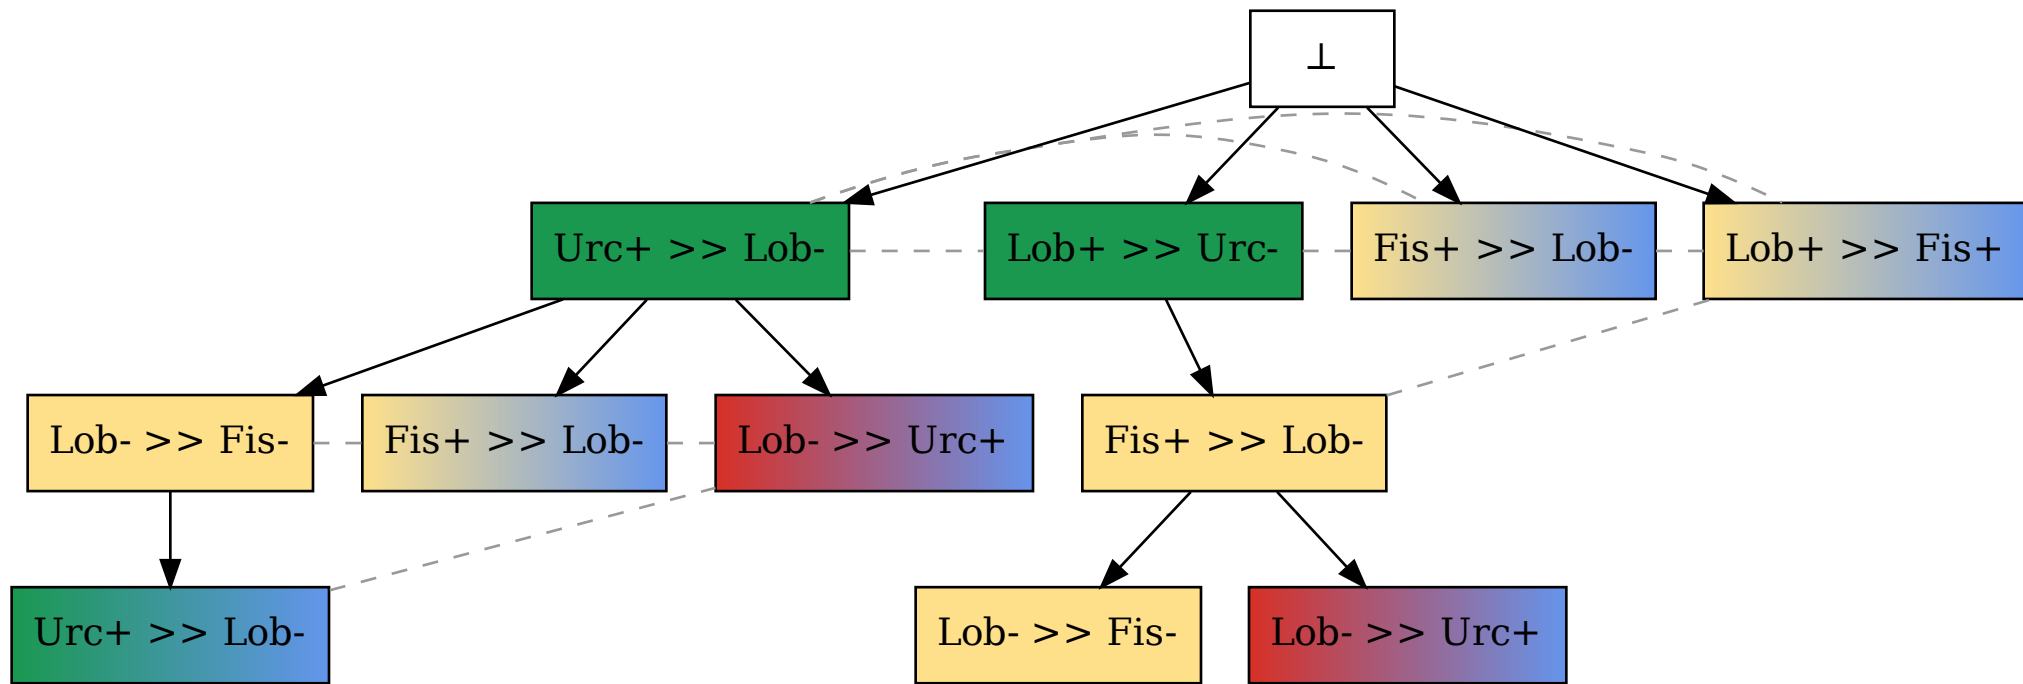 ⊥
Urc+ >> Lob-
Lob+ >> Urc-
Fis+ >> Lob-
Lob+ >> Fis+
Lob- >> Fis-
Fis+ >> Lob-
Lob- >> Urc+
Fis+ >> Lob-
Urc+ >> Lob-
Lob- >> Fis-
Lob- >> Urc+